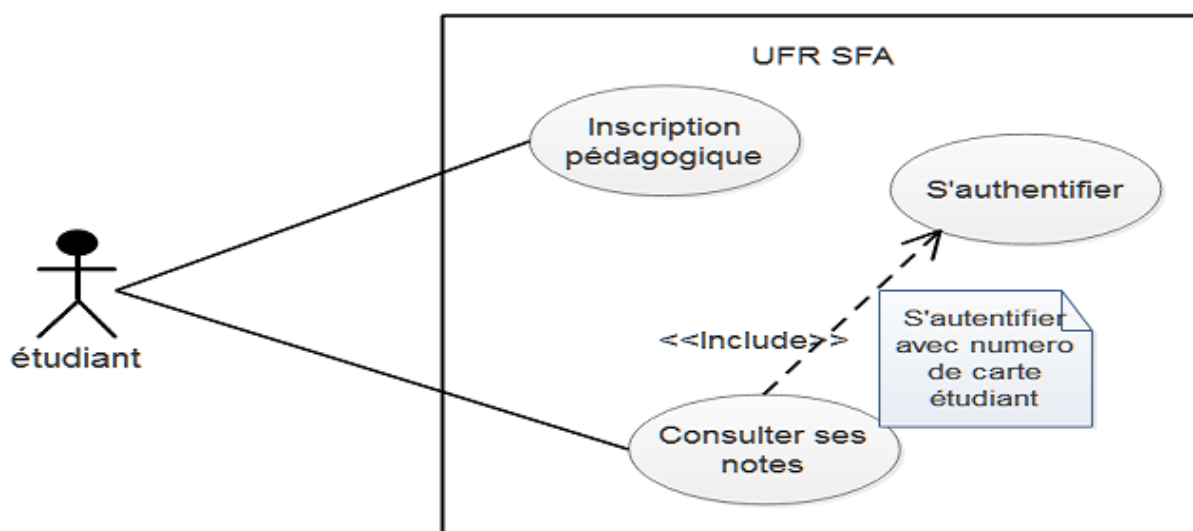 UFR SFA
Inscription
pédagogique
S'authentifier
étudiant
<<Include>>
S'autentifier
avec numero
de carte
étudiant
Consulter ses
notes